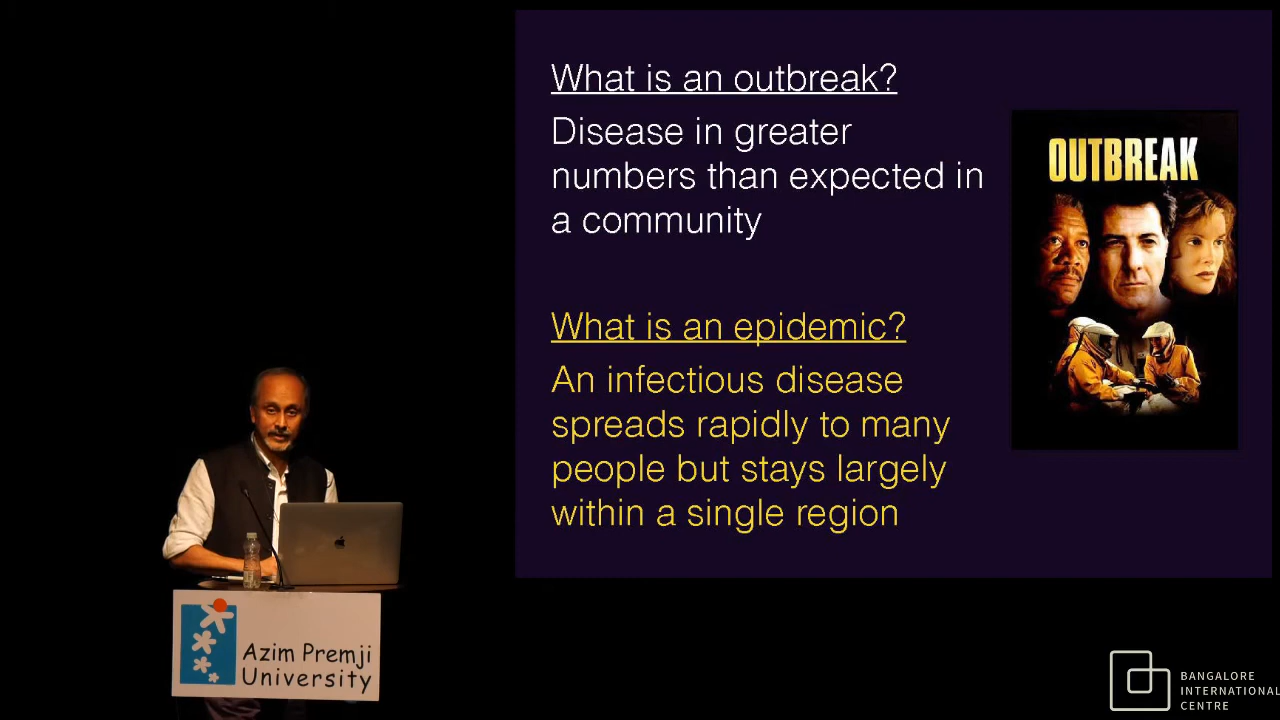 What is an outbreak?
Disease in greater
numbers than expected in
a community
What is an epidemic?
An infectious disease
spreads rapidly to many
people but stays largely
within a single region
OUTBREAK
Azim Premji
University
BANGALORE
INTERNATIONAL
CENTRE